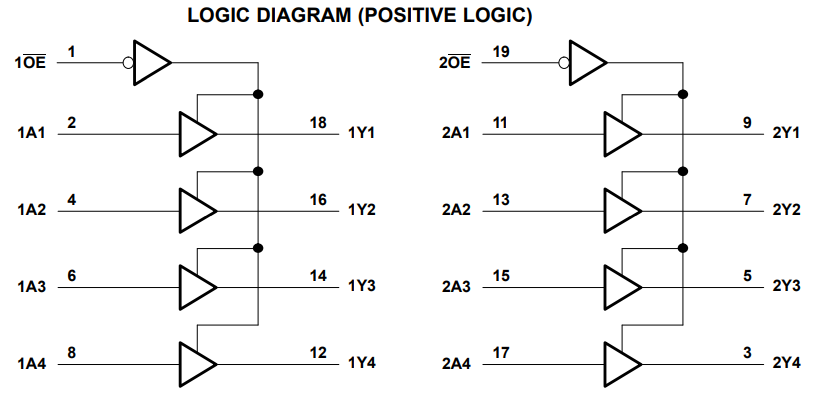 LOGIC DIAGRAM (POSITIVE LOGIC)
1O̅E̅ 1
2O̅E̅ 19
1A1 2 18 1Y1
2A1 11 9 2Y1
1A2 4 16 1Y2
2A2 13 7 2Y2
1A3 6 14 1Y3
2A3 15 5 2Y3
1A4 8 12 1Y4
2A4 17 3 2Y4